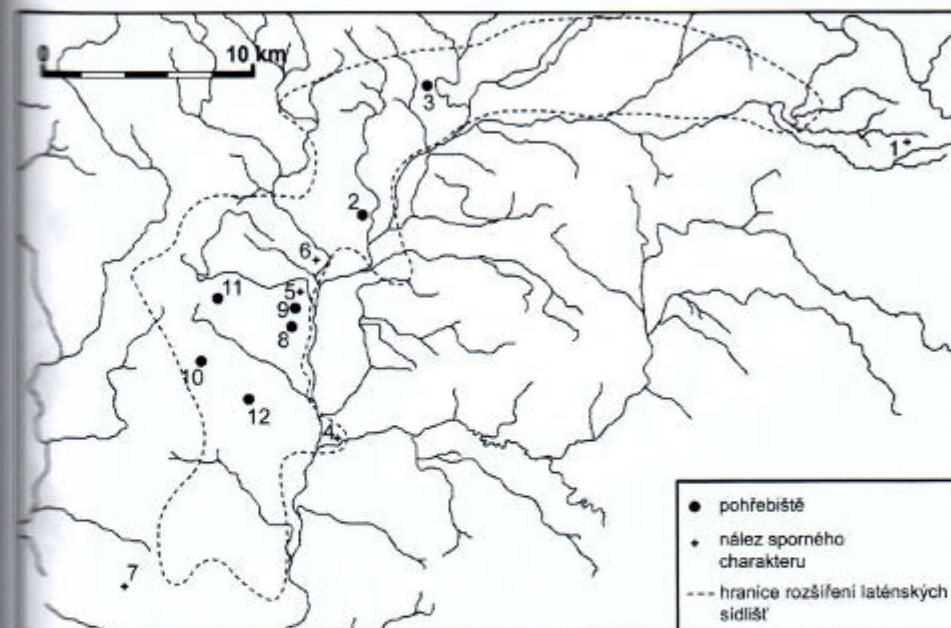 0 10 km
3
1
2
6
11
5
9
8
10
12
4
7
pohřebiště
nález sporného
charakteru
hranice rozšíření laténských
sídlišť